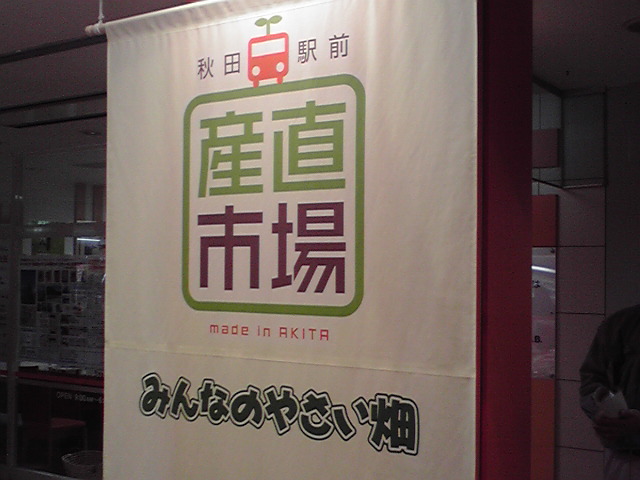 秋田 駅前
産直
市場
made in AKITA
みんなのやさい畑
OPEN